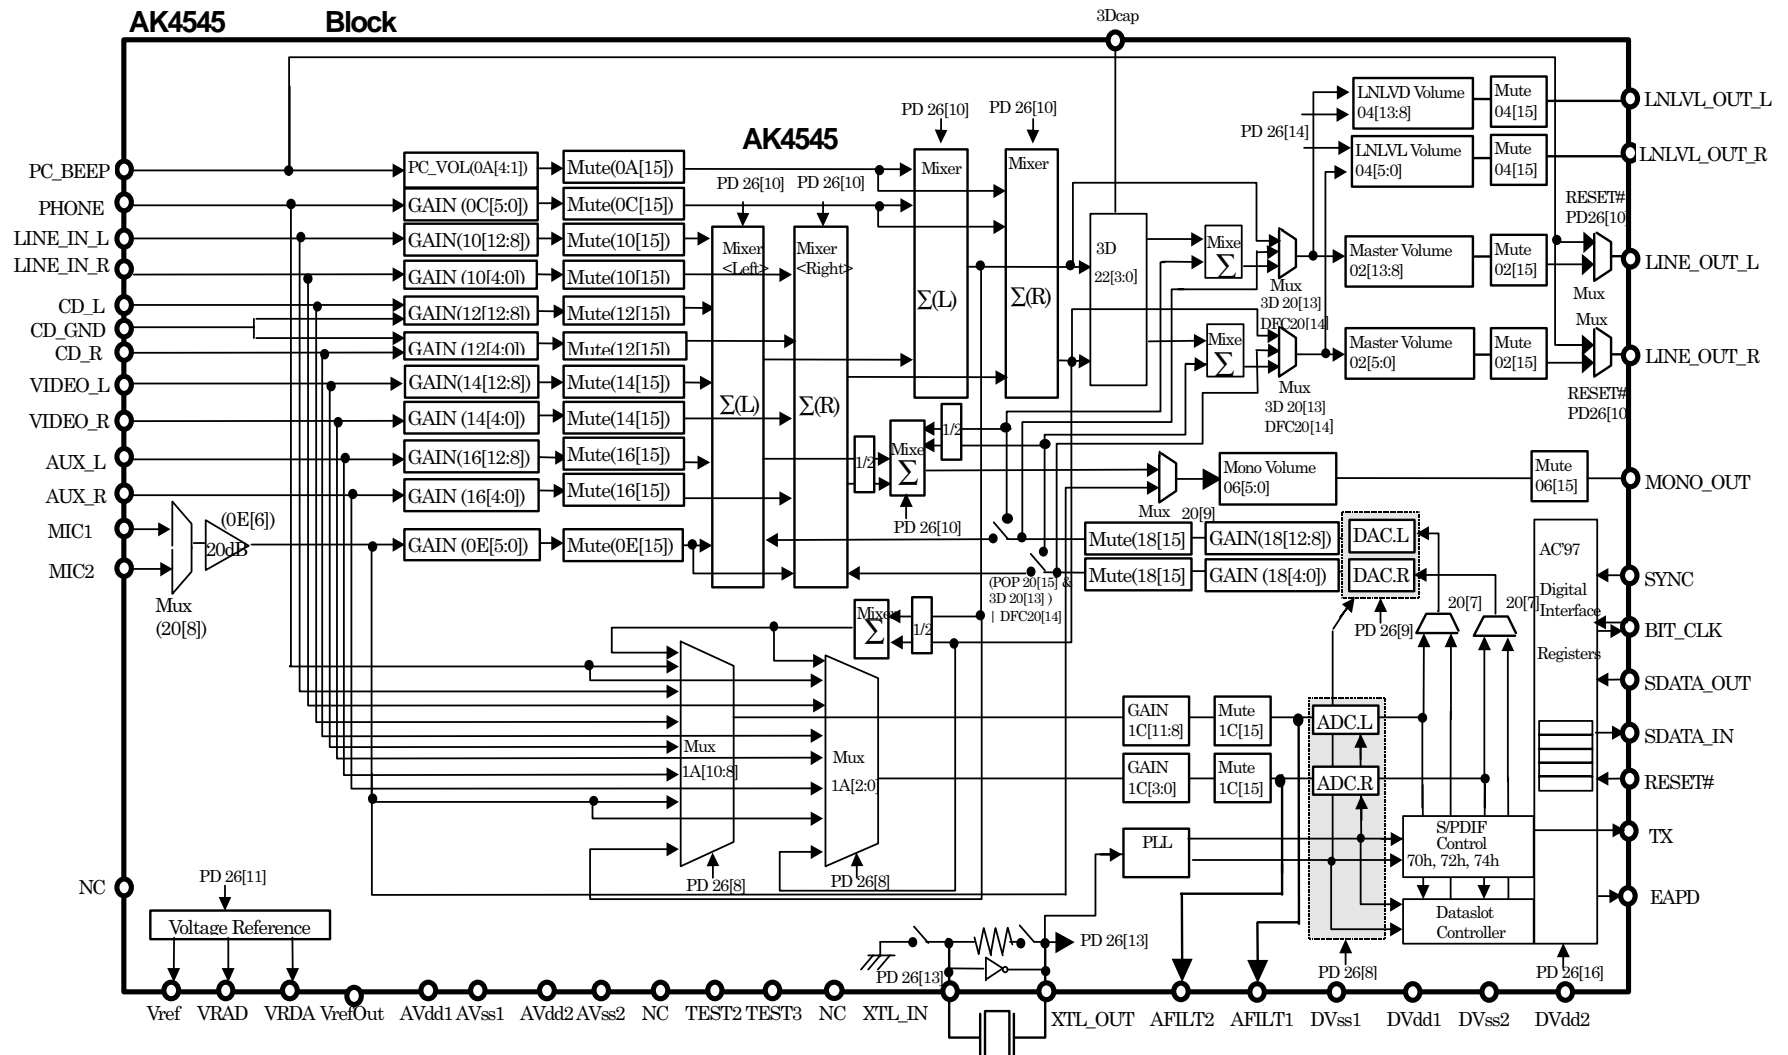 AK4545 Block
3Dcap
PD 26[10]
PD 26[10]
AK4545
LNLVD Volume
04[13:8]
Mute
04[15]
LNLVL_OUT_L
PD 26[14]
LNLVL Volume
04[5:0]
Mute
04[15]
LNLVL_OUT_R
PC_BEEP
PC_VOL(0A[4:1])
Mute(0A[15])
PD 26[10]
PD 26[10]
Mixer
Mixer
PHONE
GAIN (0C[5:0])
Mute(0C[15])
RESET#
PD26[10]
LINE_IN_L
GAIN(10[12:8])
Mute(10[15])
Mixer
<Left>
Mixer
<Right>
3D
22[3:0]
Mixe
Σ
Master Volume
02[13:8]
Mute
02[15]
LINE_OUT_L
LINE_IN_R
GAIN (10[4:0])
Mute(10[15])
Mux
3D 20[13]
DFC20[14]
Mux
CD_L
GAIN(12[12:8])
Mute(12[15])
Σ(L)
Σ(R)
CD_GND
CD_R
GAIN (12[4:0])
Mute(12[15])
Mixe
Σ
Master Volume
02[5:0]
Mute
02[15]
Mux
LINE_OUT_R
VIDEO_L
GAIN(14[12:8])
Mute(14[15])
Σ(L)
Σ(R)
Mux
3D 20[13]
DFC20[14]
RESET#
PD26[10
VIDEO_R
GAIN (14[4:0])
Mute(14[15])
1/2
AUX_L
GAIN(16[12:8])
Mute(16[15])
1/2
Mixe
Σ
Mono Volume
06[5:0]
Mute
06[15]
MONO_OUT
AUX_R
GAIN (16[4:0])
Mute(16[15])
Mux 20[9]
PD 26[10]
MIC1
(0E[6])
20dB
GAIN (0E[5:0])
Mute(0E[15])
Mute(18[15])
GAIN(18[12:8])
DAC.L
MIC2
Mute(18[15])
GAIN (18[4:0])
DAC.R
AC'97
Digital
Interface
Registers
SYNC
Mux
(20[8])
(POP 20[15] &
3D 20[13] )
| DFC20[14]
Mixer
Σ
1/2
PD 26[9]
20[7]
20[7]
BIT_CLK
SDATA_OUT
GAIN
1C[11:8]
Mute
1C[15]
ADC.L
SDATA_IN
Mux
1A[10:8]
Mux
1A[2:0]
GAIN
1C[3:0]
Mute
1C[15]
ADC.R
RESET#
PLL
S/PDIF
Control
70h, 72h, 74h
TX
PD 26[8]
PD 26[8]
NC
PD 26[11]
Voltage Reference
Dataslot
Controller
EAPD
PD 26[13]
PD 26[13]
PD 26[8]
PD 26[16]
Vref
VRAD
VRDA
VrefOut
AVdd1
AVss1
AVdd2
AVss2
NC
TEST2
TEST3
NC
XTL_IN
XTL_OUT
AFILT2
AFILT1
DVss1
DVdd1
DVss2
DVdd2